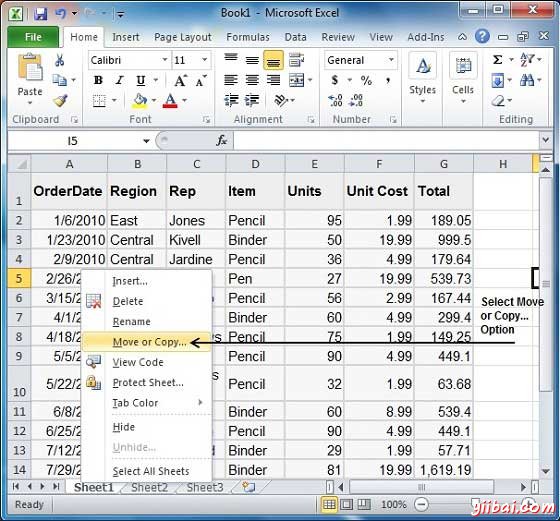 Book1 - Microsoft Excel
File Home Insert Page Layout Formulas Data Review View Add-Ins
Paste
Calibri 11
B I U
General
$ % ,
Styles
Cells
Clipboard Font Alignment Number Editing
I5 fx
A B C D E F G H
1 OrderDate Region Rep Item Units Unit Cost Total
2 1/6/2010 East Jones Pencil 95 1.99 189.05
3 1/23/2010 Central Kivell Binder 50 19.99 999.5
4 2/9/2010 Central Jardine Pencil 36 4.99 179.64
5 2/26/ Pen 27 19.99 539.73
6 3/15/ Pencil 56 2.99 167.44
7 4/1/ Binder 60 4.99 299.4
8 4/18/ Pencil 75 1.99 149.25
9 5/5/ Pencil 90 4.99 449.1
10 5/22/ Pencil 32 1.99 63.68
11 6/8/ Binder 60 8.99 539.4
12 6/25/ Pencil 90 4.99 449.1
13 7/12/ Binder 29 1.99 57.71
14 7/29/ Binder 81 19.99 1,619.19
Insert...
Delete
Rename
Move or Copy...
View Code
Protect Sheet...
Tab Color
Hide
Unhide...
Select All Sheets
Select Move
or Copy...
Option
Sheet1 Sheet2 Sheet3
Ready 100%
yiibai.com